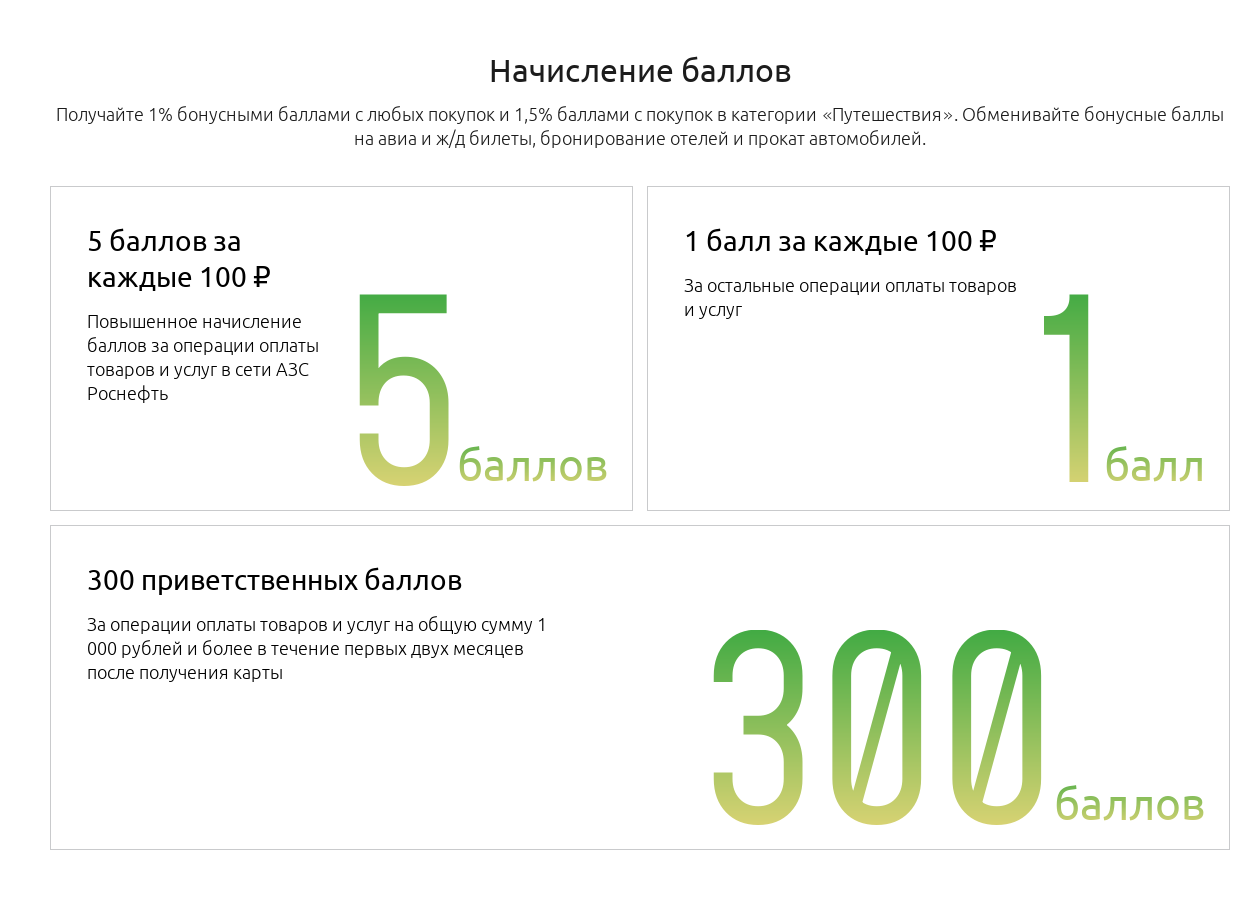 Начисление баллов
Получайте 1% бонусными баллами с любых покупок и 1,5% баллами с покупок в категории «Путешествия». Обменивайте бонусные баллы
на авиа и ж/д билеты, бронирование отелей и прокат автомобилей.
5 баллов за
каждые 100 ₽
Повышенное начисление
баллов за операции оплаты
товаров и услуг в сети АЗС
Роснефть
5 баллов
1 балл за каждые 100 ₽
За остальные операции оплаты товаров
и услуг
1 балл
300 приветственных баллов
За операции оплаты товаров и услуг на общую сумму 1
000 рублей и более в течение первых двух месяцев
после получения карты
300 баллов